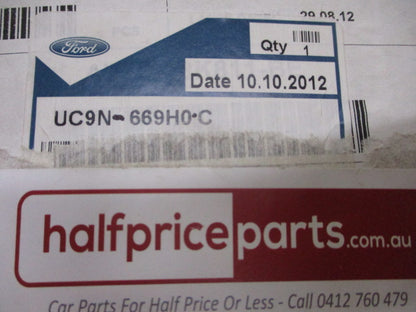 29.08.12
Ford
Qty
1
Date 10.10.2012
UC9N-669H0-C
halfpriceparts.com.au
Car Parts For Half Price Or Less - Call 0412 760 479